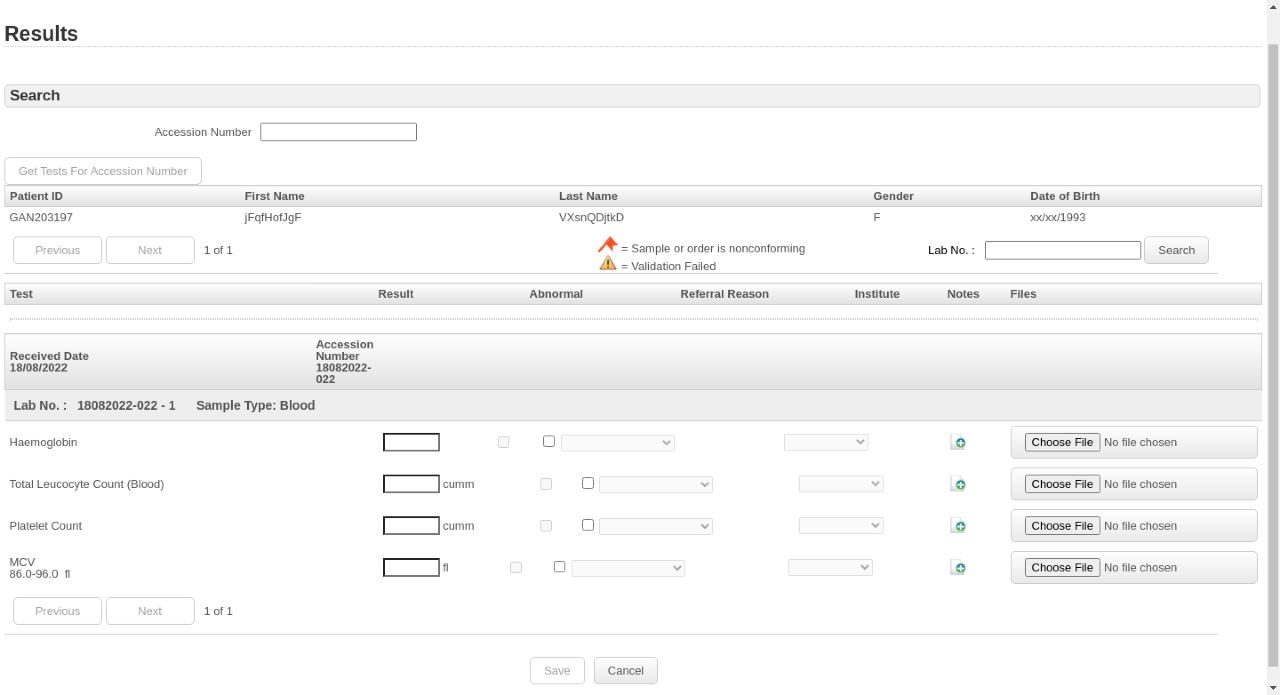 Results
Search
Accession Number
Get Tests For Accession Number
Patient ID First Name Last Name Gender Date of Birth
GAN203197 jFqfHofJgF VXsnQDjtkD F xx/xx/1993
Previous Next 1 of 1 = Sample or order is nonconforming Lab No. : Search
= Validation Failed
Test Result Abnormal Referral Reason Institute Notes Files
Received Date
18/08/2022
Accession
Number
18082022-
022
Lab No. : 18082022-022 - 1 Sample Type: Blood
Haemoglobin Choose File No file chosen
Total Leucocyte Count (Blood) cumm Choose File No file chosen
Platelet Count cumm Choose File No file chosen
MCV
86.0-96.0 fl fl Choose File No file chosen
Previous Next 1 of 1
Save Cancel